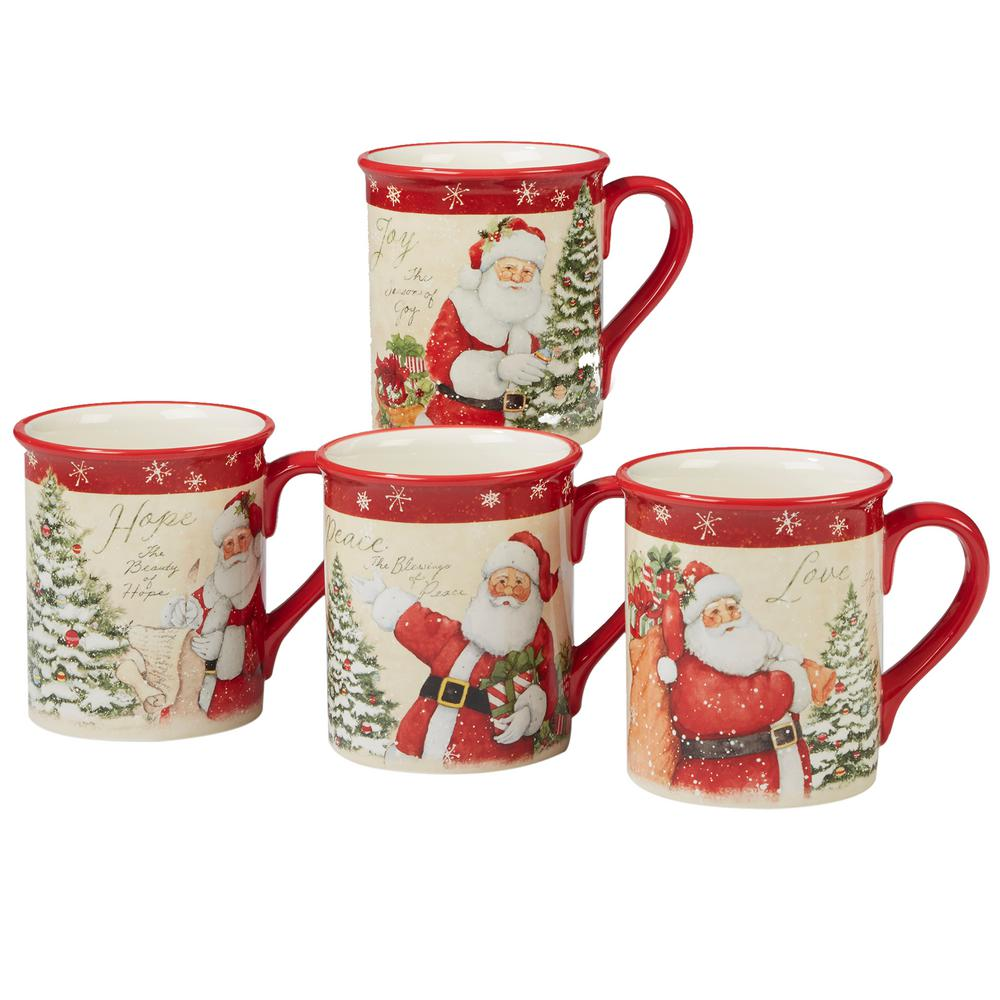 Joy
The
Season of
Joy
Hope
The
Beauty
of
Hope
Peace
The Blessings
of
Peace
Love